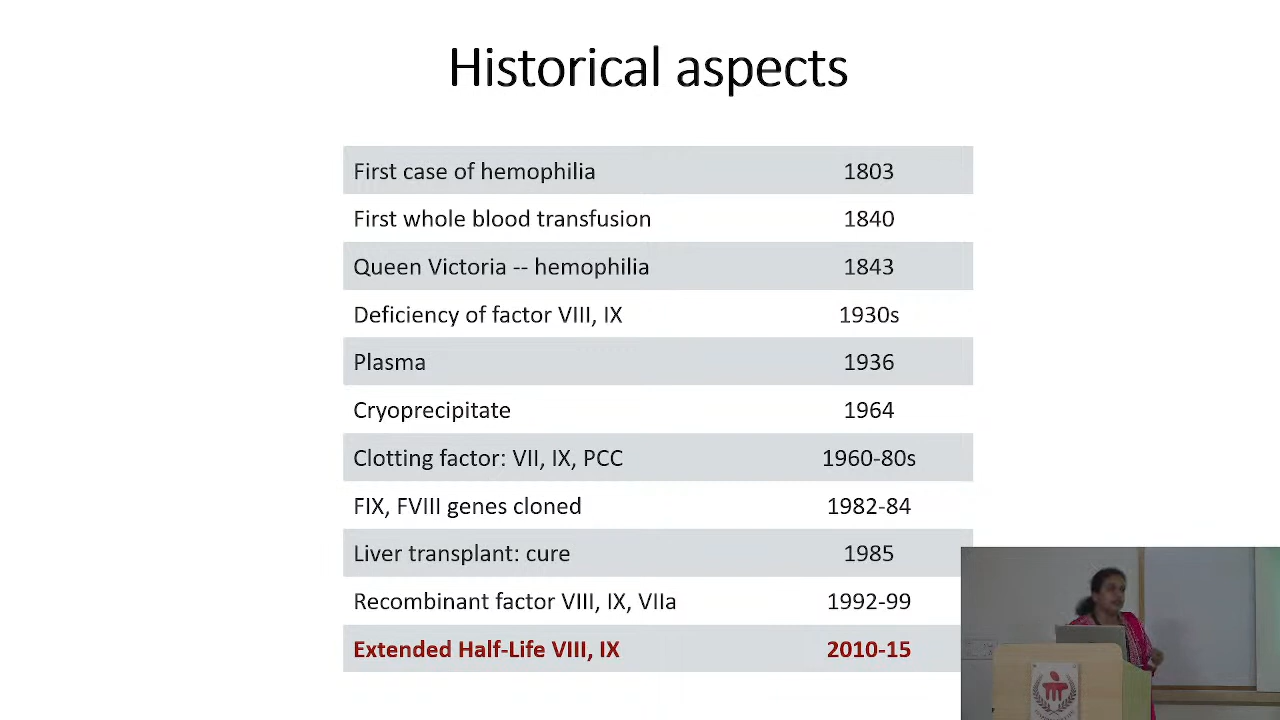 Historical aspects
First case of hemophilia 1803
First whole blood transfusion 1840
Queen Victoria -- hemophilia 1843
Deficiency of factor VIII, IX 1930s
Plasma 1936
Cryoprecipitate 1964
Clotting factor: VII, IX, PCC 1960-80s
FIX, FVIII genes cloned 1982-84
Liver transplant: cure 1985
Recombinant factor VIII, IX, VIIa 1992-99
Extended Half-Life VIII, IX 2010-15